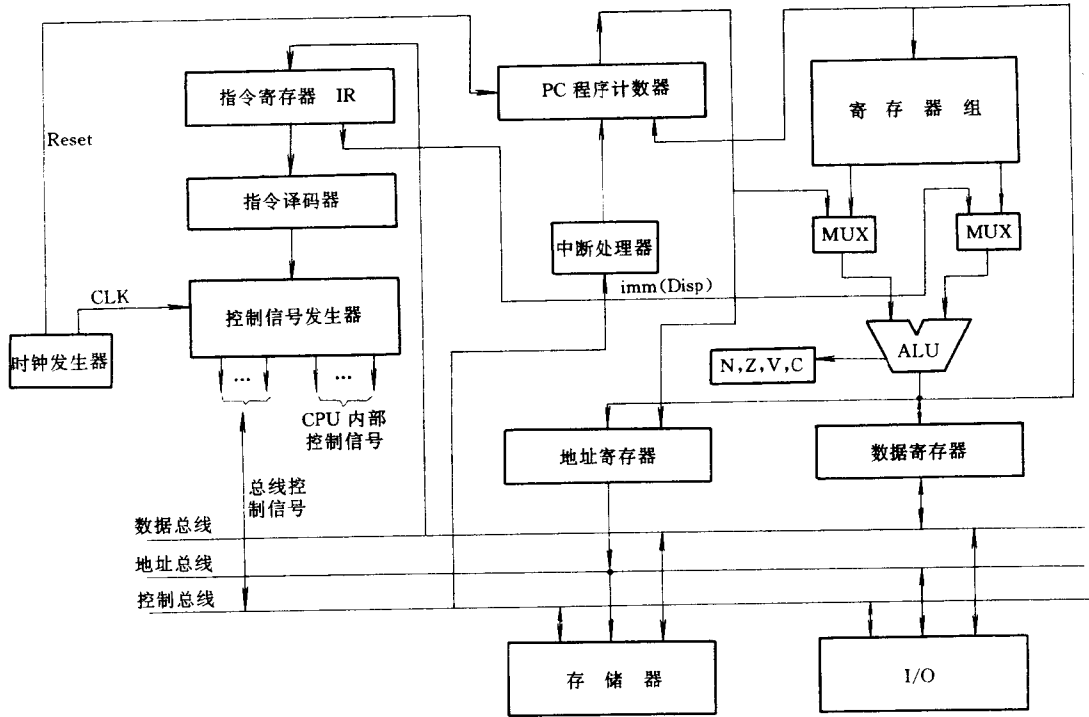 指令寄存器 IR
PC 程序计数器
寄存器组
Reset
指令译码器
MUX
MUX
中断处理器
imm(Disp)
CLK
控制信号发生器
时钟发生器
ALU
N,Z,V,C
...
...
CPU 内部
控制信号
地址寄存器
数据寄存器
总线控
制信号
数据总线
地址总线
控制总线
存储器
I/O